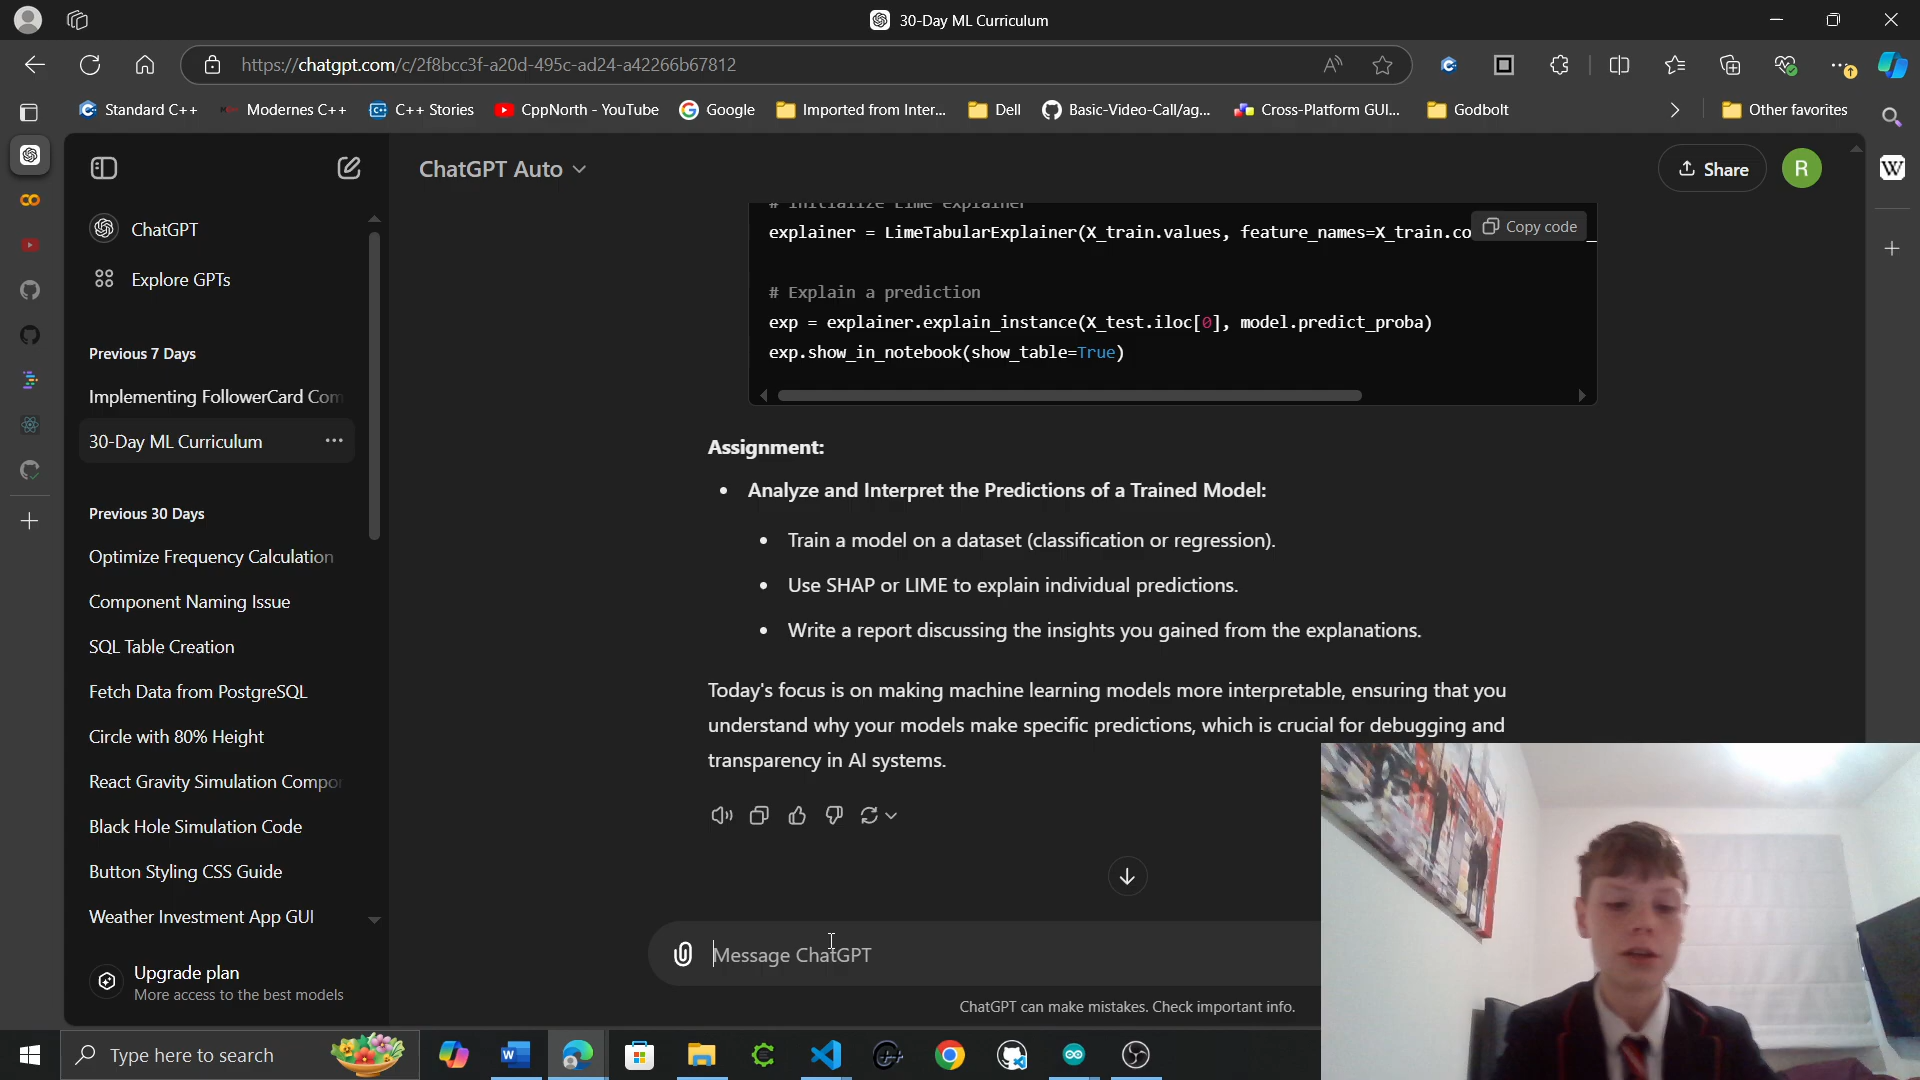 30-Day ML Curriculum
https://chatgpt.com/c/2f8bcc3f-a20d-495c-ad24-a42266b67812
Standard C++
Modernes C++
C++ Stories
CppNorth - YouTube
Google
Imported from Inter...
Dell
Basic-Video-Call/ag...
Cross-Platform GUI...
Godbolt
Other favorites
ChatGPT
Explore GPTs
Previous 7 Days
Implementing FollowerCard Com
30-Day ML Curriculum
Previous 30 Days
Optimize Frequency Calculation
Component Naming Issue
SQL Table Creation
Fetch Data from PostgreSQL
Circle with 80% Height
React Gravity Simulation Compo
Black Hole Simulation Code
Button Styling CSS Guide
Weather Investment App GUI
Upgrade plan
More access to the best models
ChatGPT Auto
Share
R
W
# Initialize Lime explainer
explainer = LimeTabularExplainer(X_train.values, feature_names=X_train.co
Copy code
# Explain a prediction
exp = explainer.explain_instance(X_test.iloc[0], model.predict_proba)
exp.show_in_notebook(show_table=True)
Assignment:
• Analyze and Interpret the Predictions of a Trained Model:
• Train a model on a dataset (classification or regression).
• Use SHAP or LIME to explain individual predictions.
• Write a report discussing the insights you gained from the explanations.
Today's focus is on making machine learning models more interpretable, ensuring that you
understand why your models make specific predictions, which is crucial for debugging and
transparency in AI systems.
Message ChatGPT
ChatGPT can make mistakes. Check important info.
Type here to search